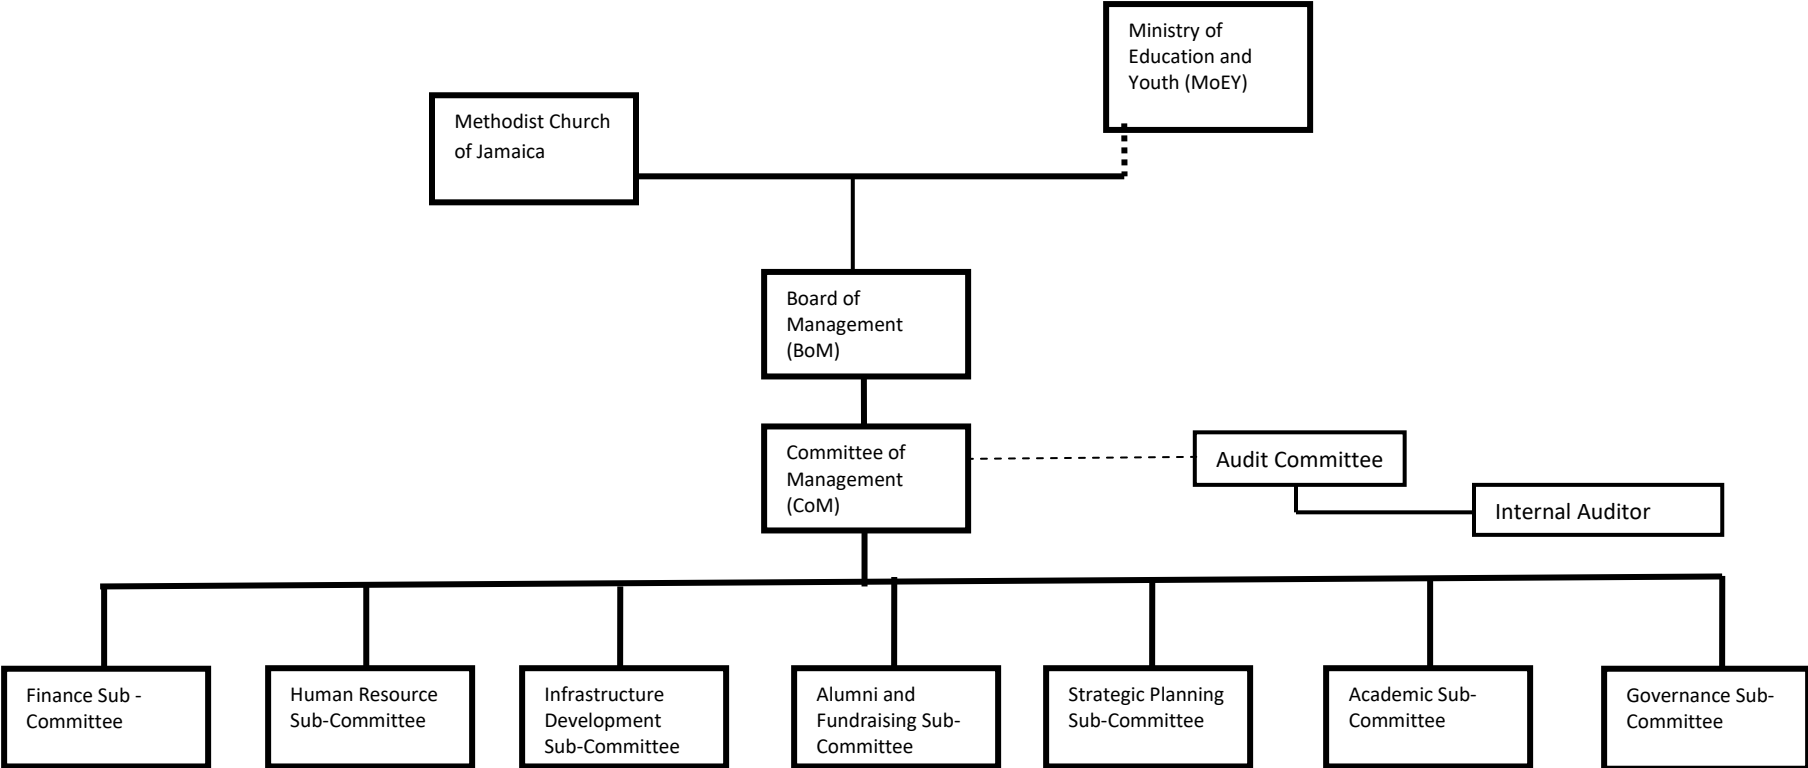 Ministry of
Education and
Youth (MoEY)
Methodist Church
of Jamaica
Board of
Management
(BoM)
Committee of
Management
(CoM)
Audit Committee
Internal Auditor
Finance Sub -
Committee
Human Resource
Sub-Committee
Infrastructure
Development
Sub-Committee
Alumni and
Fundraising Sub-
Committee
Strategic Planning
Sub-Committee
Academic Sub-
Committee
Governance Sub-
Committee